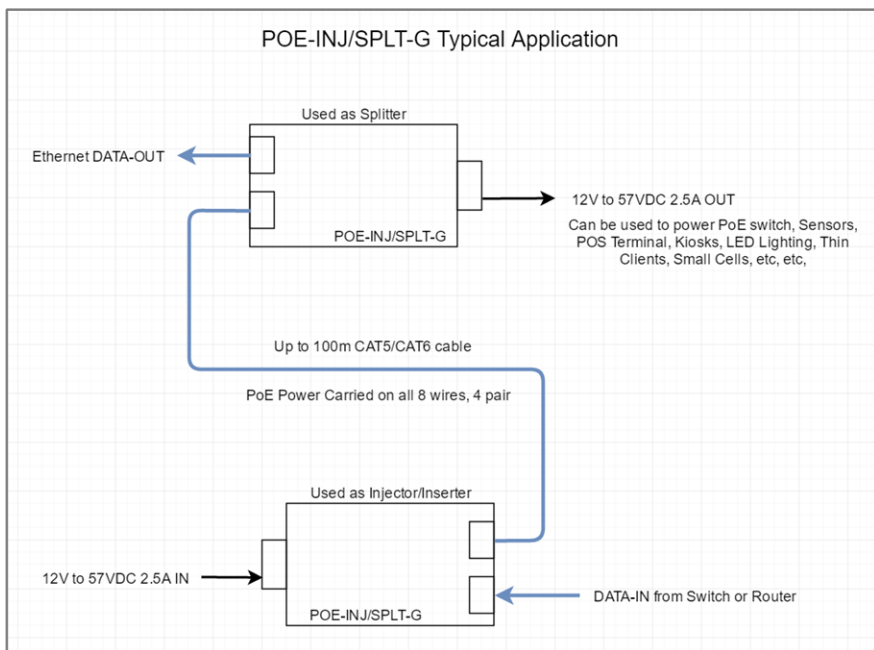 POE-INJ/SPLT-G Typical Application
Used as Splitter
Ethernet DATA-OUT
12V to 57VDC 2.5A OUT
Can be used to power PoE switch, Sensors,
POS Terminal, Kiosks, LED Lighting, Thin
Clients, Small Cells, etc, etc,
POE-INJ/SPLT-G
Up to 100m CAT5/CAT6 cable
PoE Power Carried on all 8 wires, 4 pair
Used as Injector/Inserter
12V to 57VDC 2.5A IN
DATA-IN from Switch or Router
POE-INJ/SPLT-G